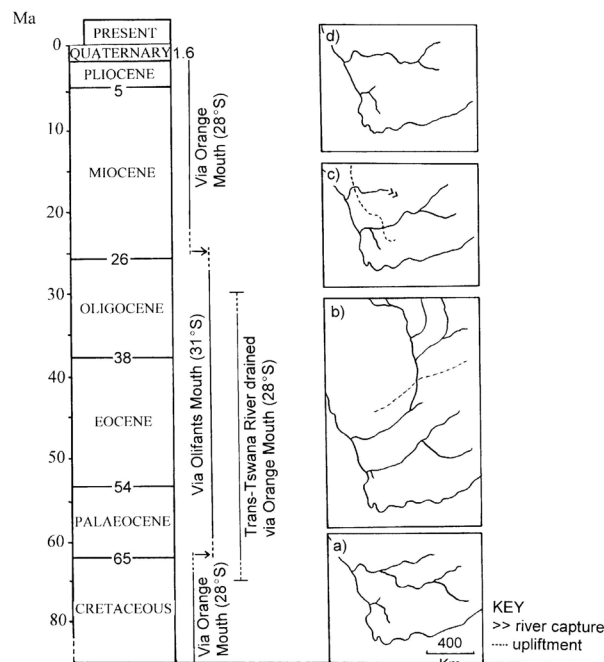 Ma
PRESENT
0
QUATERNARY
1.6
PLIOCENE
5
10
MIOCENE
20
26
30
OLIGOCENE
38
40
EOCENE
50
54
PALAEOCENE
60
65
CRETACEOUS
80
Via Orange
Mouth (28°S)
Via Olifants Mouth (31°S)
Via Orange
Mouth (28°S)
Trans-Tswana River drained
via Orange Mouth (28°S)
d)
c)
b)
a)
KEY
>> river capture
---- upliftment
400
Km